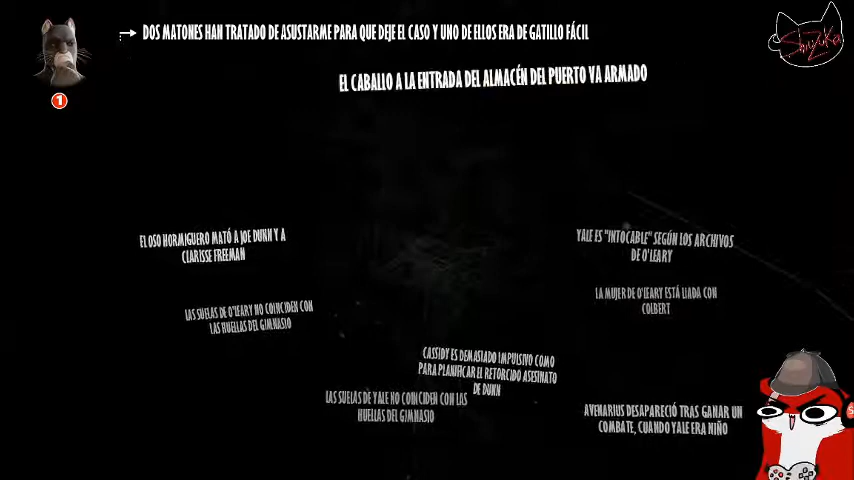 DOS MATONES HAN TRATADO DE ASUSTARME PARA QUE DEJE EL CASO Y UNO DE ELLOS ERA DE GATILLO FÁCIL
EL CABALLO A LA ENTRADA DEL ALMACÉN DEL PUERTO VA ARMADO
1
Shizuka
EL OSO HORMIGUERO MATÓ A JOE DUNN Y A
CLARISSE FREEMAN
YALE ES "INTOCABLE" SEGÚN LOS ARCHIVOS
DE O'LEARY
LAS SUELAS DE O'LEARY NO COINCIDEN CON
LAS HUELLAS DEL GIMNASIO
LA MUJER DE O'LEARY ESTÁ LIADA CON
COLBERT
CASSIDY ES DEMASIADO IMPULSIVO COMO
PARA PLANIFICAR EL RETORCIDO ASESINATO
DE DUNN
LAS SUELAS DE YALE NO COINCIDEN CON LAS
HUELLAS DEL GIMNASIO
AVENARIUS DESAPARECIÓ TRAS GANAR UN
COMBATE, CUANDO YALE ERA NIÑO